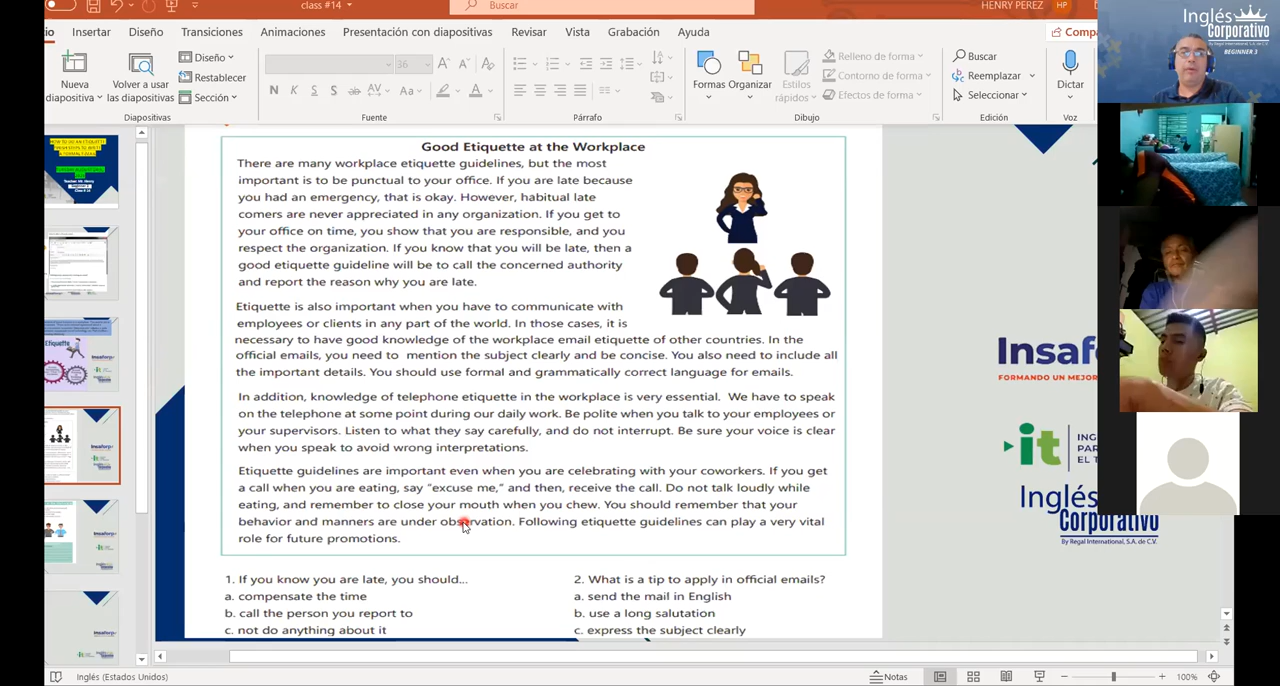 class #14
Buscar
HENRY PEREZ
HP
io
Insertar
Diseño
Transiciones
Animaciones
Presentación con diapositivas
Revisar
Vista
Grabación
Ayuda
Compa
Nueva
diapositiva
Volver a usar
las diapositivas
Diseño
Restablecer
Sección
Diapositivas
36
N K S S ab AV Aa A
Fuente
Párrafo
Formas
Organizar
Estilos
rápidos
Relleno de forma
Contorno de forma
Efectos de forma
Dibujo
Buscar
Reemplazar
Seleccionar
Edición
Dictar
Voz
Inglés
Corporativo
By Regal International, S.A. de C.V.
BEGINNER 3
Good Etiquette at the Workplace
There are many workplace etiquette guidelines, but the most
important is to be punctual to your office. If you are late because
you had an emergency, that is okay. However, habitual late
comers are never appreciated in any organization. If you get to
your office on time, you show that you are responsible, and you
respect the organization. If you know that you will be late, then a
good etiquette guideline will be to call the concerned authority
and report the reason why you are late.
Etiquette is also important when you have to communicate with
employees or clients in any part of the world. In those cases, it is
necessary to have good knowledge of the workplace email etiquette of other countries. In the
official emails, you need to mention the subject clearly and be concise. You also need to include all
the important details. You should use formal and grammatically correct language for emails.
In addition, knowledge of telephone etiquette in the workplace is very essential. We have to speak
on the telephone at some point during our daily work. Be polite when you talk to your employees or
your supervisors. Listen to what they say carefully, and do not interrupt. Be sure your voice is clear
when you speak to avoid wrong interpretations.
Etiquette guidelines are important even when you are celebrating with your coworkers. If you get
a call when you are eating, say “excuse me,” and then, receive the call. Do not talk loudly while
eating, and remember to close your mouth when you chew. You should remember that your
behavior and manners are under observation. Following etiquette guidelines can play a very vital
role for future promotions.
1. If you know you are late, you should...
a. compensate the time
b. call the person you report to
c. not do anything about it
2. What is a tip to apply in official emails?
a. send the mail in English
b. use a long salutation
c. express the subject clearly
Insafo
FORMANDO UN MEJOR
it
ING
PAR
EL T
Inglés
Corporativo
By Regal International, S.A. de C.V.
Inglés (Estados Unidos)
Notas
100%